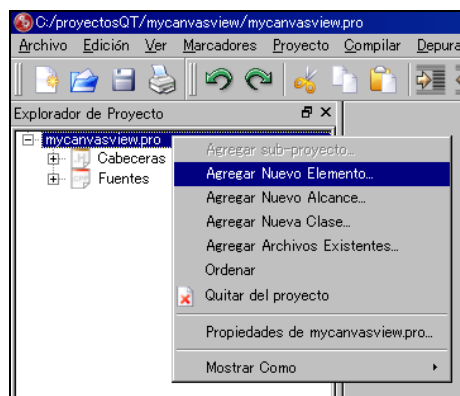 C:/proyectosQT/mycanvasview/mycanvasview.pro
Archivo Edición Ver Marcadores Proyecto Compilar Depura
Explorador de Proyecto
mycanvasview.pro
Cabeceras
Fuentes
Agregar sub-proyecto...
Agregar Nuevo Elemento...
Agregar Nuevo Alcance...
Agregar Nueva Clase...
Agregar Archivos Existentes...
Ordenar
Quitar del proyecto
Propiedades de mycanvasview.pro...
Mostrar Como